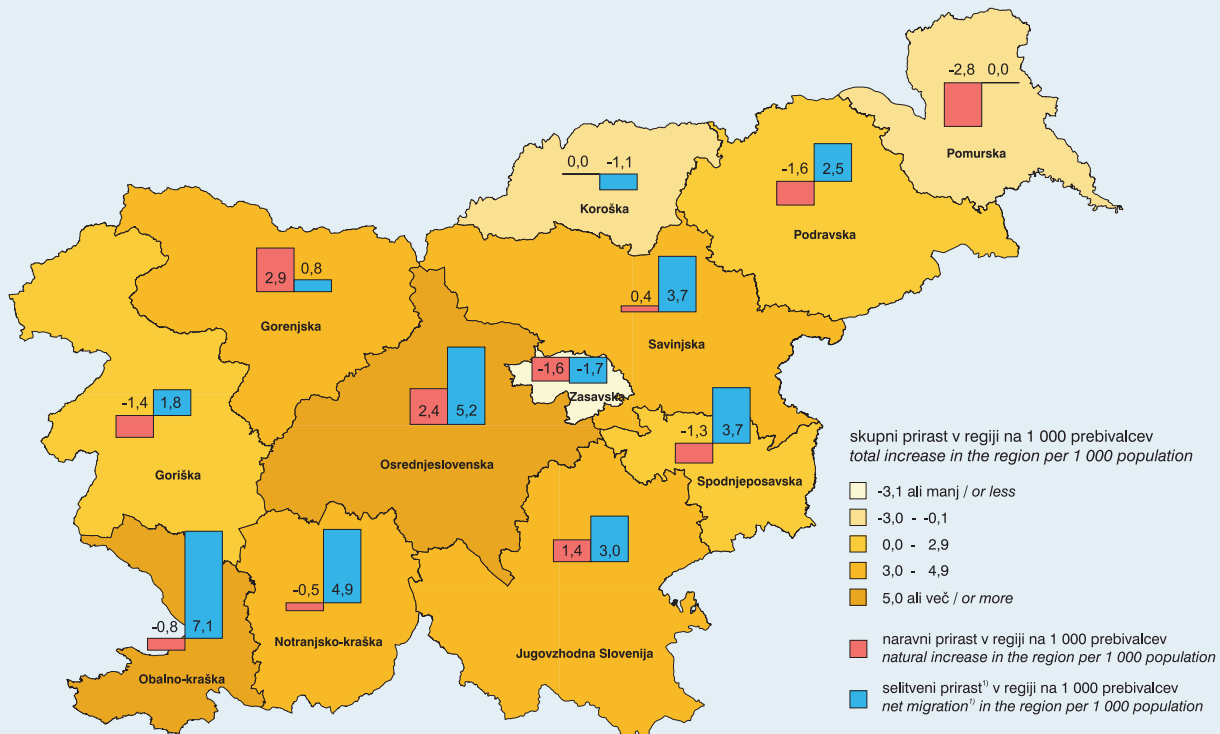 -2,8 0,0
Pomurska
-1,6 2,5
Podravska
0,0 -1,1
Koroška
2,9 0,8
Gorenjska
0,4 3,7
Savinjska
-1,6 -1,7
Zasavska
2,4 5,2
Osrednjeslovenska
-1,4 1,8
Goriška
-1,3 3,7
Spodnjeposavska
1,4 3,0
Jugovzhodna Slovenija
-0,5 4,9
Notranjsko-kraška
-0,8 7,1
Obalno-kraška
skupni prirast v regiji na 1 000 prebivalcev
total increase in the region per 1 000 population
-3,1 ali manj / or less
-3,0 - -0,1
0,0 - 2,9
3,0 - 4,9
5,0 ali več / or more
naravni prirast v regiji na 1 000 prebivalcev
natural increase in the region per 1 000 population
selitveni prirast¹⁾ v regiji na 1 000 prebivalcev
net migration¹⁾ in the region per 1 000 population